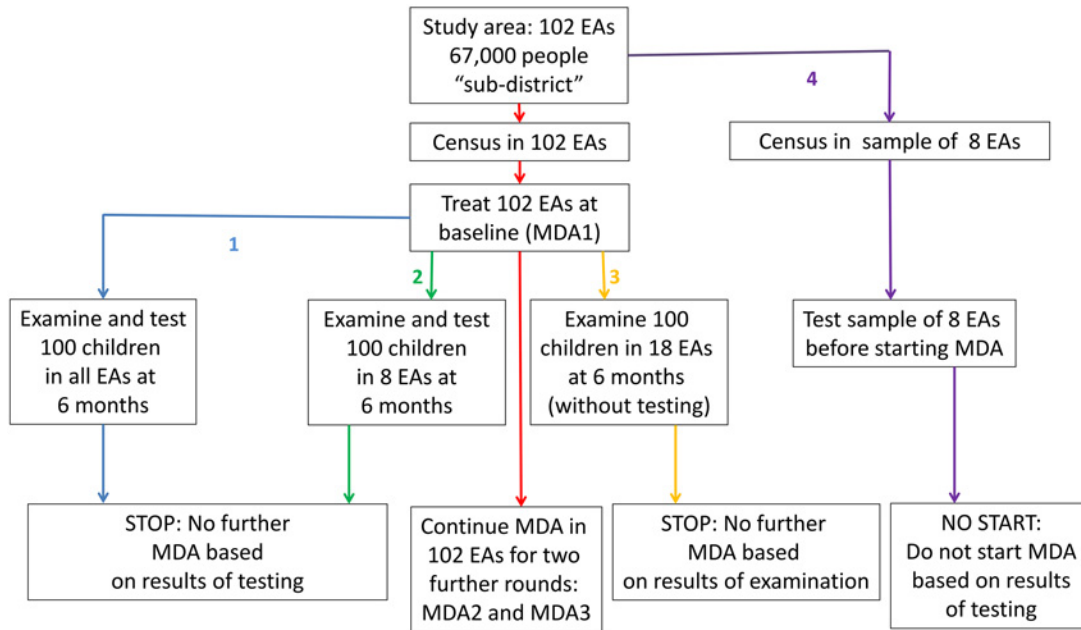 Study area: 102 EAs
67,000 people
“sub-district”
4
Census in 102 EAs
Census in sample of 8 EAs
Treat 102 EAs at
baseline (MDA1)
1
2
3
Examine and test
100 children
in all EAs at
6 months
Examine and test
100 children
in 8 EAs at
6 months
Examine 100
children in 18 EAs
at 6 months
(without testing)
Test sample of 8 EAs
before starting MDA
STOP: No further
MDA based
on results of testing
Continue MDA in
102 EAs for two
further rounds:
MDA2 and MDA3
STOP: No further
MDA based
on results of examination
NO START:
Do not start MDA
based on results
of testing